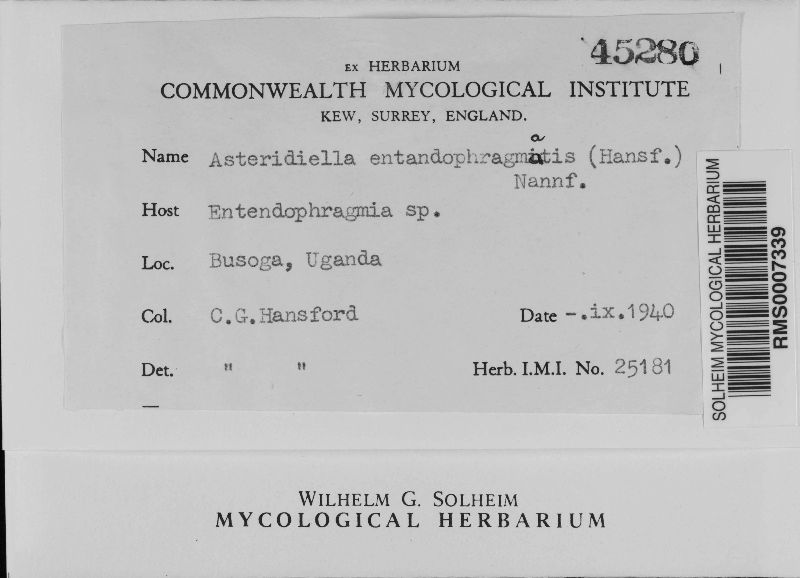 45280
EX HERBARIUM
COMMONWEALTH MYCOLOGICAL INSTITUTE
KEW, SURREY, ENGLAND.
Name Asteridiella entandophragmatis (Hansf.)
Nannf.
Host Entendophragmia sp.
Loc. Busoga, Uganda
Col. C.G.Hansford Date -.ix.1940
Det. " " Herb. I.M.I. No. 25181
SOLHEIM MYCOLOGICAL HERBARIUM
RMS0007339
WILHELM G. SOLHEIM
MYCOLOGICAL HERBARIUM